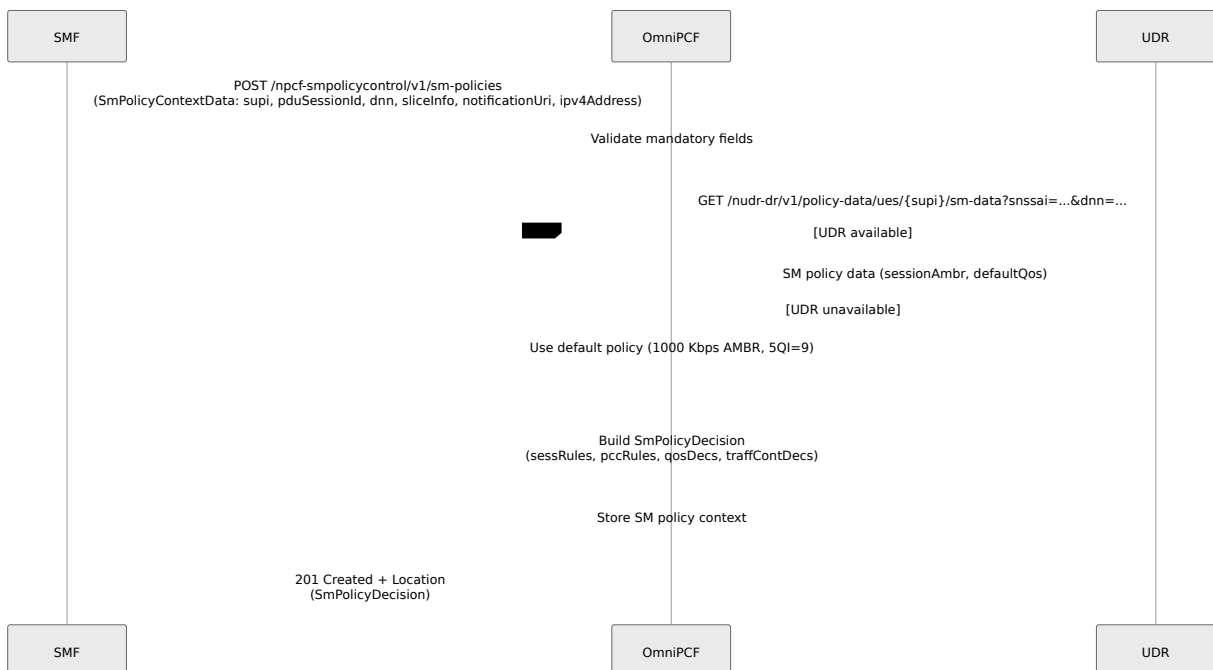 SMF
OmniPCF
UDR
POST /npcf-smpolicycontrol/v1/sm-policies
(SmPolicyContextData: supi, pduSessionId, dnn, sliceInfo, notificationUri, ipv4Address)
Validate mandatory fields
GET /nudr-dr/v1/policy-data/ues/{supi}/sm-data?snssai=...&dnn=...
[UDR available]
SM policy data (sessionAmbr, defaultQos)
[UDR unavailable]
Use default policy (1000 Kbps AMBR, 5QI=9)
Build SmPolicyDecision
(sessRules, pccRules, qosDecs, traffContDecs)
Store SM policy context
201 Created + Location
(SmPolicyDecision)
SMF
OmniPCF
UDR